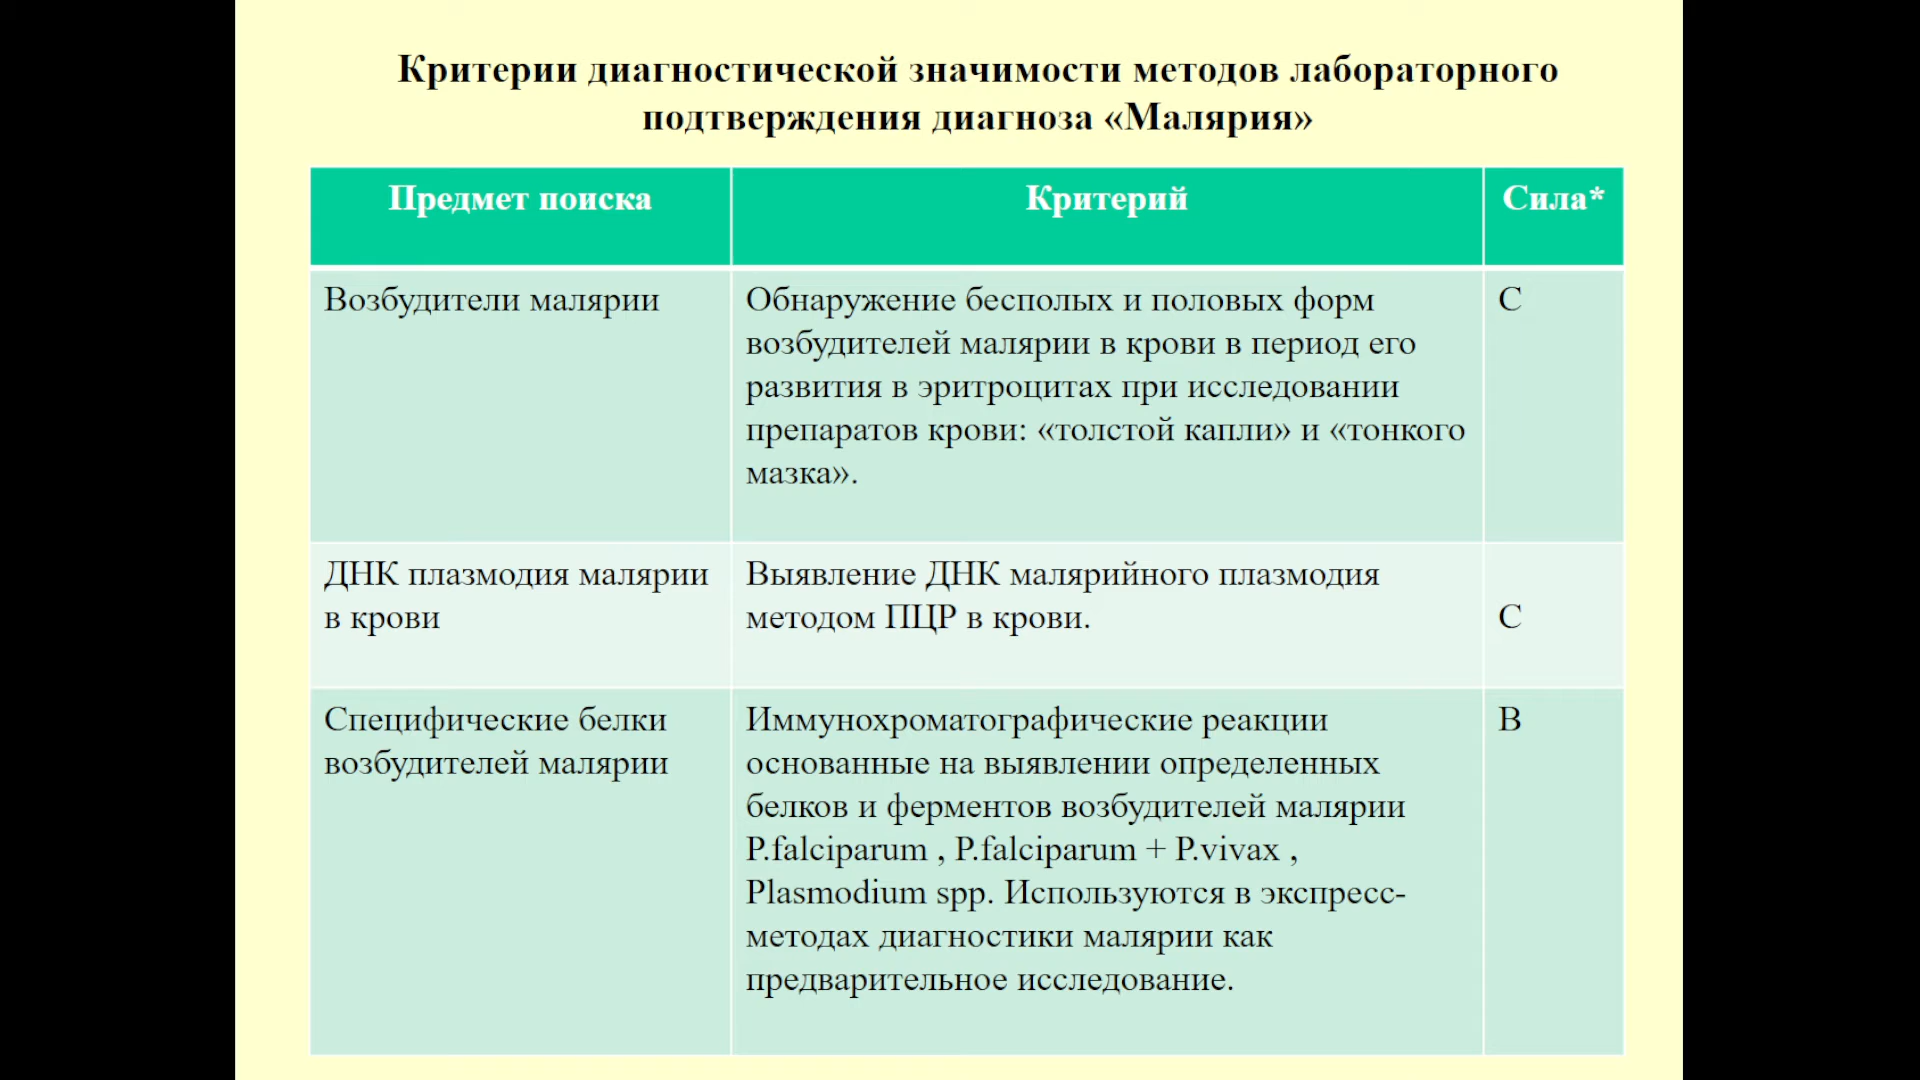 Критерии диагностической значимости методов лабораторного
подтверждения диагноза «Малярия»
Предмет поиска
Критерий
Сила*
Возбудители малярии
Обнаружение бесполых и половых форм
возбудителей малярии в крови в период его
развития в эритроцитах при исследовании
препаратов крови: «толстой капли» и «тонкого
мазка».
С
ДНК плазмодия малярии
в крови
Выявление ДНК малярийного плазмодия
методом ПЦР в крови.
С
Специфические белки
возбудителей малярии
Иммунохроматографические реакции
основанные на выявлении определенных
белков и ферментов возбудителей малярии
P.falciparum , P.falciparum + P.vivax ,
Plasmodium spp. Используются в экспресс-
методах диагностики малярии как
предварительное исследование.
В